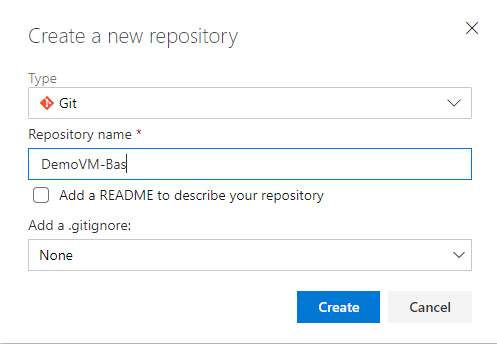 Create a new repository
Type
Git
Repository name *
DemoVM-Bas
Add a README to describe your repository
Add a .gitignore:
None
Create Cancel